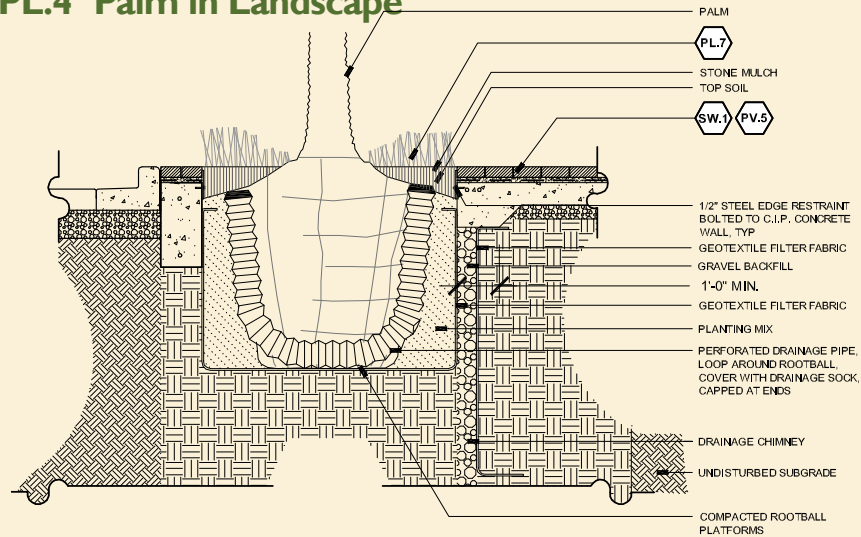 PL.4 Palm in Landscape
PALM
PL.7
STONE MULCH
TOP SOIL
SW.1 PV.5
1/2" STEEL EDGE RESTRAINT
BOLTED TO C.I.P. CONCRETE
WALL, TYP
GEOTEXTILE FILTER FABRIC
GRAVEL BACKFILL
1'-0" MIN.
GEOTEXTILE FILTER FABRIC
PLANTING MIX
PERFORATED DRAINAGE PIPE,
LOOP AROUND ROOTBALL,
COVER WITH DRAINAGE SOCK,
CAPPED AT ENDS
DRAINAGE CHIMNEY
UNDISTURBED SUBGRADE
COMPACTED ROOTBALL
PLATFORMS